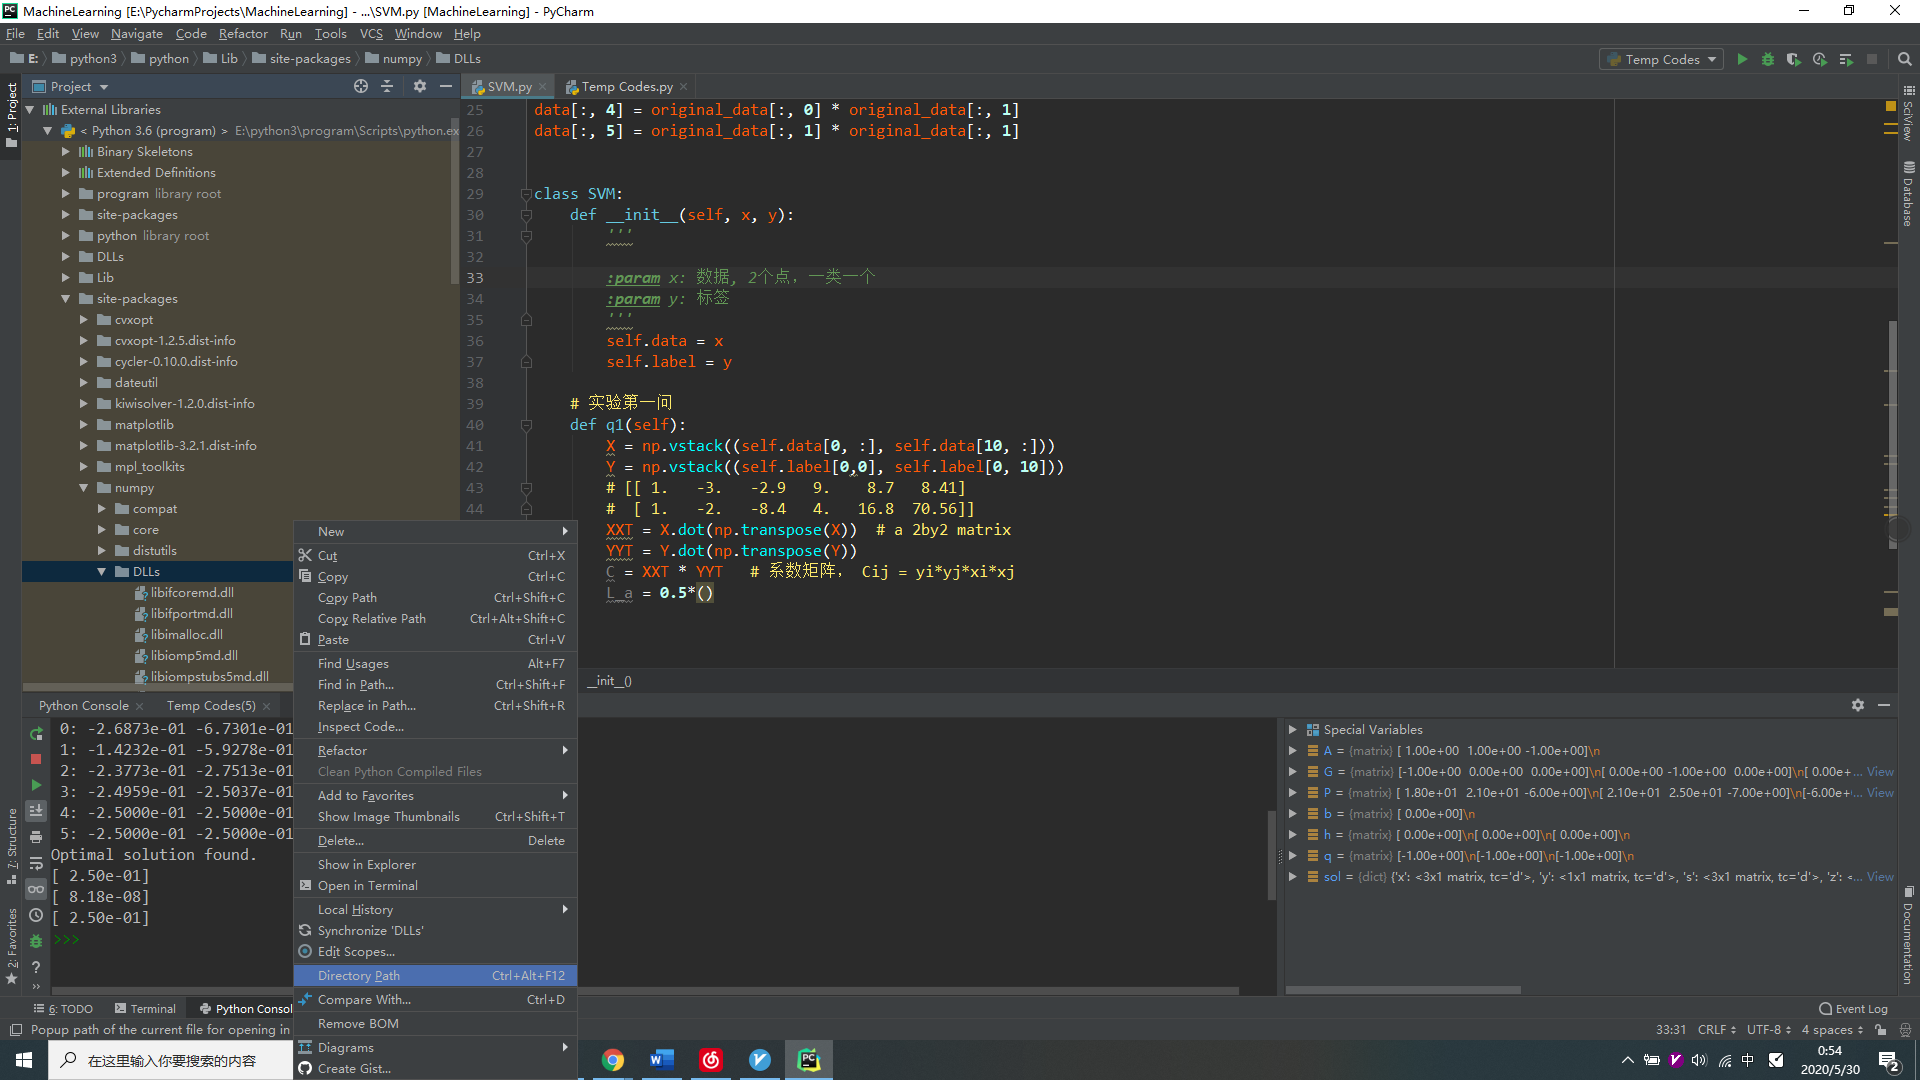 MachineLearning [E:\PycharmProjects\MachineLearning] - ...\SVM.py [MachineLearning] - PyCharm
File Edit View Navigate Code Refactor Run Tools VCS Window Help
E: python3 python Lib site-packages numpy DLLs
Temp Codes
1: Project
Project
SVM.py
Temp Codes.py
External Libraries
< Python 3.6 (program) > E:\python3\program\Scripts\python.ex
Binary Skeletons
Extended Definitions
program library root
site-packages
python library root
DLLs
Lib
site-packages
cvxopt
cvxopt-1.2.5.dist-info
cycler-0.10.0.dist-info
dateutil
kiwisolver-1.2.0.dist-info
matplotlib
matplotlib-3.2.1.dist-info
mpl_toolkits
numpy
compat
core
distutils
DLLs
libifcoremd.dll
libifportmd.dll
libimalloc.dll
libiomp5md.dll
libiompstubs5md.dll
25 data[:, 4] = original_data[:, 0] * original_data[:, 1]
26 data[:, 5] = original_data[:, 1] * original_data[:, 1]
27
28
29 class SVM:
30 def __init__(self, x, y):
31 '''
32
33 :param x: 数据, 2个点, 一类一个
34 :param y: 标签
35 '''
36 self.data = x
37 self.label = y
38
39 # 实验第一问
40 def q1(self):
41 X = np.vstack((self.data[0, :], self.data[10, :]))
42 Y = np.vstack((self.label[0,0], self.label[0, 10]))
43 # [[ 1. -3. -2.9 9. 8.7 8.41]
44 # [ 1. -2. -8.4 4. 16.8 70.56]]
XXT = X.dot(np.transpose(X)) # a 2by2 matrix
YYT = Y.dot(np.transpose(Y))
C = XXT * YYT # 系数矩阵, Cij = yi*yj*xi*xj
L_a = 0.5*()
__init__()
SciView
Database
Documentation
New
Cut Ctrl+X
Copy Ctrl+C
Copy Path Ctrl+Shift+C
Copy Relative Path Ctrl+Alt+Shift+C
Paste Ctrl+V
Find Usages Alt+F7
Find in Path... Ctrl+Shift+F
Replace in Path... Ctrl+Shift+R
Inspect Code...
Refactor
Clean Python Compiled Files
Add to Favorites
Show Image Thumbnails Ctrl+Shift+T
Delete... Delete
Show in Explorer
Open in Terminal
Local History
Synchronize 'DLLs'
Edit Scopes...
Directory Path Ctrl+Alt+F12
Compare With... Ctrl+D
Remove BOM
Diagrams
Create Gist...
Python Console
Temp Codes(5)
0: -2.6873e-01 -6.7301e-01
1: -1.4232e-01 -5.9278e-01
2: -2.3773e-01 -2.7513e-01
3: -2.4959e-01 -2.5037e-01
4: -2.5000e-01 -2.5000e-01
5: -2.5000e-01 -2.5000e-01
Optimal solution found.
[ 2.50e-01]
[ 8.18e-08]
[ 2.50e-01]
>>>
7: Structure
2: Favorites
Special Variables
A = {matrix} [ 1.00e+00 1.00e+00 -1.00e+00]\n
G = {matrix} [-1.00e+00 0.00e+00 0.00e+00]\n[ 0.00e+00 -1.00e+00 0.00e+00]\n[ 0.00e+... View
P = {matrix} [ 1.80e+01 2.10e+01 -6.00e+00]\n[ 2.10e+01 2.50e+01 -7.00e+00]\n[-6.00e+... View
b = {matrix} [ 0.00e+00]\n
h = {matrix} [ 0.00e+00]\n[ 0.00e+00]\n[ 0.00e+00]\n
q = {matrix} [-1.00e+00]\n[-1.00e+00]\n[-1.00e+00]\n
sol = {dict} {'x': <3x1 matrix, tc='d'>, 'y': <1x1 matrix, tc='d'>, 's': <3x1 matrix, tc='d'>, 'z': <... View
6: TODO
Terminal
Python Consol
Event Log
Popup path of the current file for opening in
33:31 CRLF UTF-8 4 spaces
在这里输入你要搜索的内容
中
0:54
2020/5/30
2